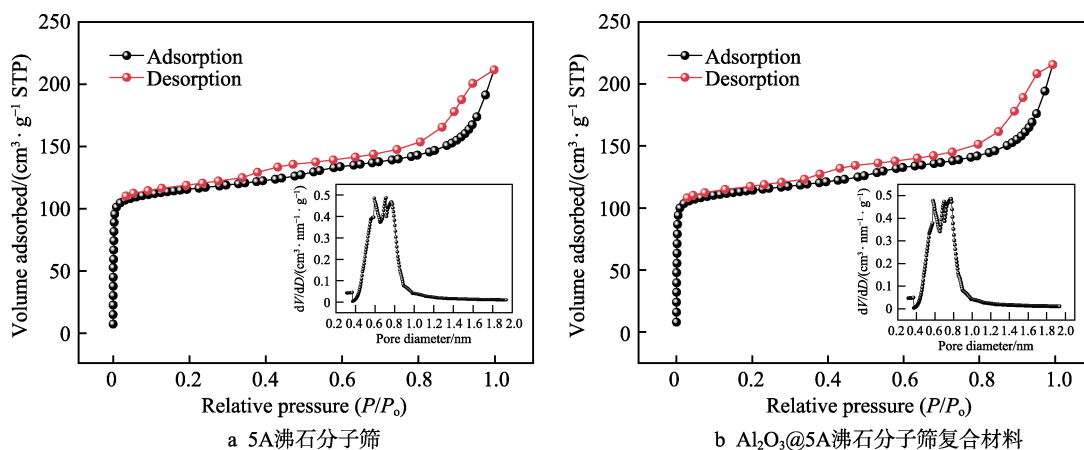 250
200
150
100
50
0
Volume adsorbed/(cm³· g⁻¹ STP)
Adsorption
Desorption
0.5
0.4
0.3
0.2
0.1
0
dV/dD/(cm³· nm⁻¹· g⁻¹)
0.2 0.4 0.6 0.8 1.0 1.2 1.4 1.6 1.8 2.0
Pore diameter/nm
0 0.2 0.4 0.6 0.8 1.0
Relative pressure (P/Pₒ)
a 5A沸石分子筛
250
200
150
100
50
0
Volume adsorbed/(cm³· g⁻¹ STP)
Adsorption
Desorption
0.5
0.4
0.3
0.2
0.1
0
dV/dD/(cm³· nm⁻¹· g⁻¹)
0.2 0.4 0.6 0.8 1.0 1.2 1.4 1.6 1.8 2.0
Pore diameter/nm
0 0.2 0.4 0.6 0.8 1.0
Relative pressure (P/Pₒ)
b Al₂O₃@5A沸石分子筛复合材料